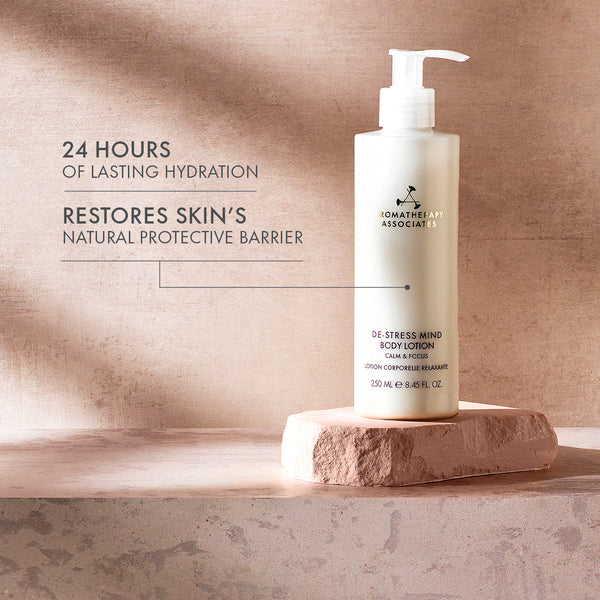 24 HOURS
OF LASTING HYDRATION
RESTORES SKIN'S
NATURAL PROTECTIVE BARRIER
AROMATHERAPY
ASSOCIATES
DE-STRESS MIND
BODY LOTION
CALM & FOCUS
LOTION CORPORELLE RELAXANTE
250 ML ℮ 8.45 FL. OZ.